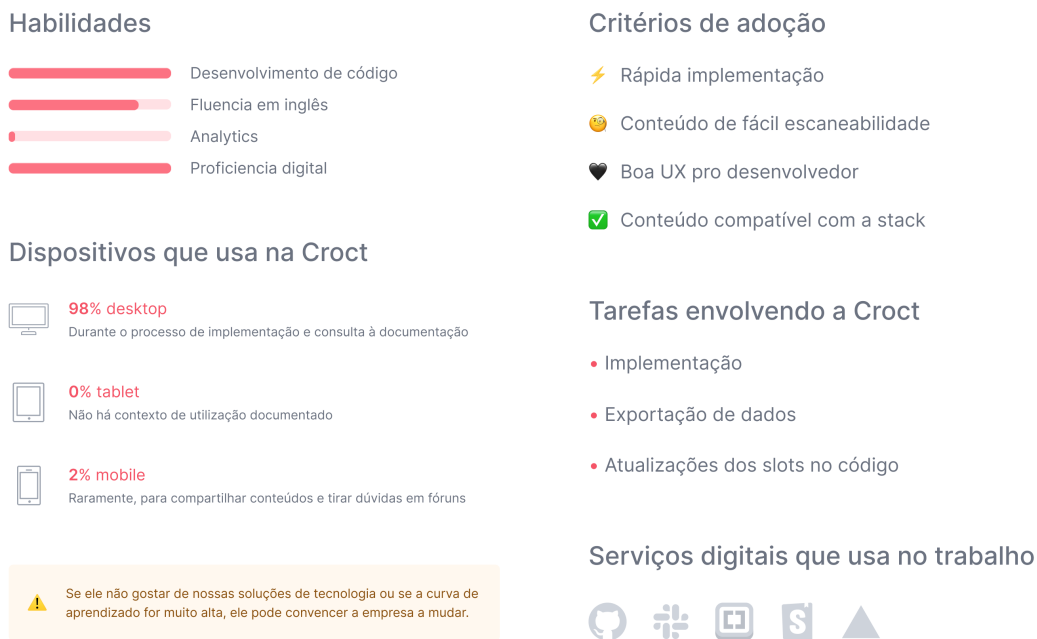 Habilidades
Desenvolvimento de código
Fluencia em inglês
Analytics
Proficiencia digital
Dispositivos que usa na Croct
98% desktop
Durante o processo de implementação e consulta à documentação
0% tablet
Não há contexto de utilização documentado
2% mobile
Raramente, para compartilhar conteúdos e tirar dúvidas em fóruns
Se ele não gostar de nossas soluções de tecnologia ou se a curva de
aprendizado for muito alta, ele pode convencer a empresa a mudar.
Critérios de adoção
Rápida implementação
Conteúdo de fácil escaneabilidade
Boa UX pro desenvolvedor
Conteúdo compatível com a stack
Tarefas envolvendo a Croct
• Implementação
• Exportação de dados
• Atualizações dos slots no código
Serviços digitais que usa no trabalho